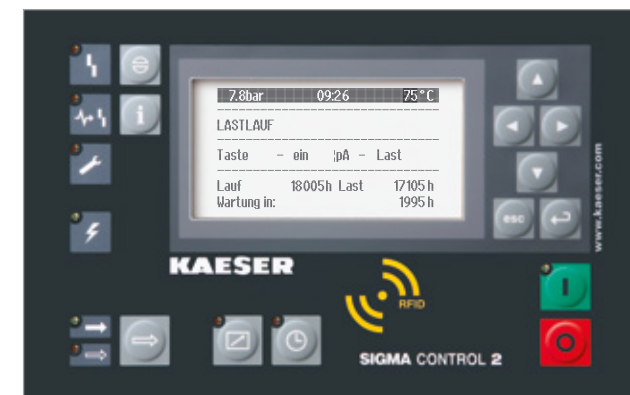 7.8bar 09:26 75°C
LASTLAUF
Taste - ein ¦pA - Last
Lauf 18005h Last 17105h
Wartung in: 1995h
esc
www.kaeser.com
KAESER
RFID
SIGMA CONTROL 2